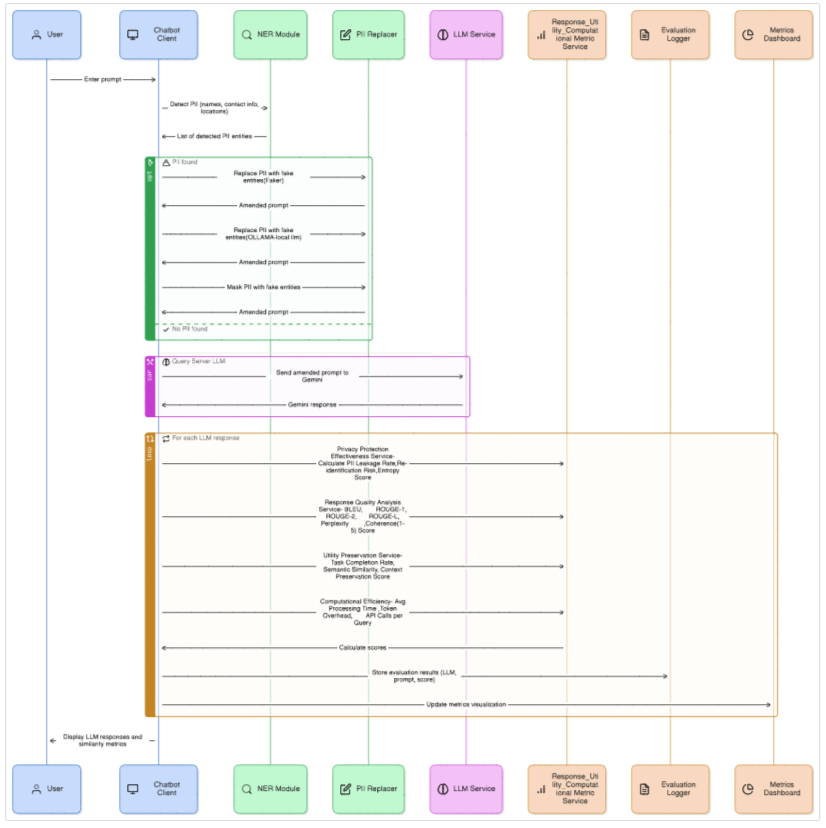 User
Chatbot
Client
NER Module
PII Replacer
LLM Service
Response_Uti
lity_Computat
ional Metric
Service
Evaluation
Logger
Metrics
Dashboard
Enter prompt
Detect PII (names, contact info,
locations)
List of detected PII entities
opt
PII found
Replace PII with fake
entities(Faker)
Amended prompt
Replace PII with fake
entities(OLLAMA-local llm)
Amended prompt
Mask PII with fake entities
Amended prompt
No PII found
par
Query Server LLM
Send amended prompt to
Gemini
Gemini response
loop
For each LLM response
Privacy Protection
Effectiveness Service-
Calculate PII Leakage Rate,Re-
identification Risk,Entropy
Score
Response Quality Analysis
Service- BLEU, ROUGE-1,
ROUGE-2, ROUGE-L,
Perplexity ,Coherence(1-
5) Score
Utility Preservation Service-
Task Completion Rate,
Semantic Similarity, Context
Preservation Score
Computational Efficiency- Avg
Processing Time ,Token
Overhead, API Calls per
Query
Calculate scores
Store evaluation results (LLM,
prompt, score)
Update metrics visualization
Display LLM responses and
similarity metrics
User
Chatbot
Client
NER Module
PII Replacer
LLM Service
Response_Uti
lity_Computat
ional Metric
Service
Evaluation
Logger
Metrics
Dashboard